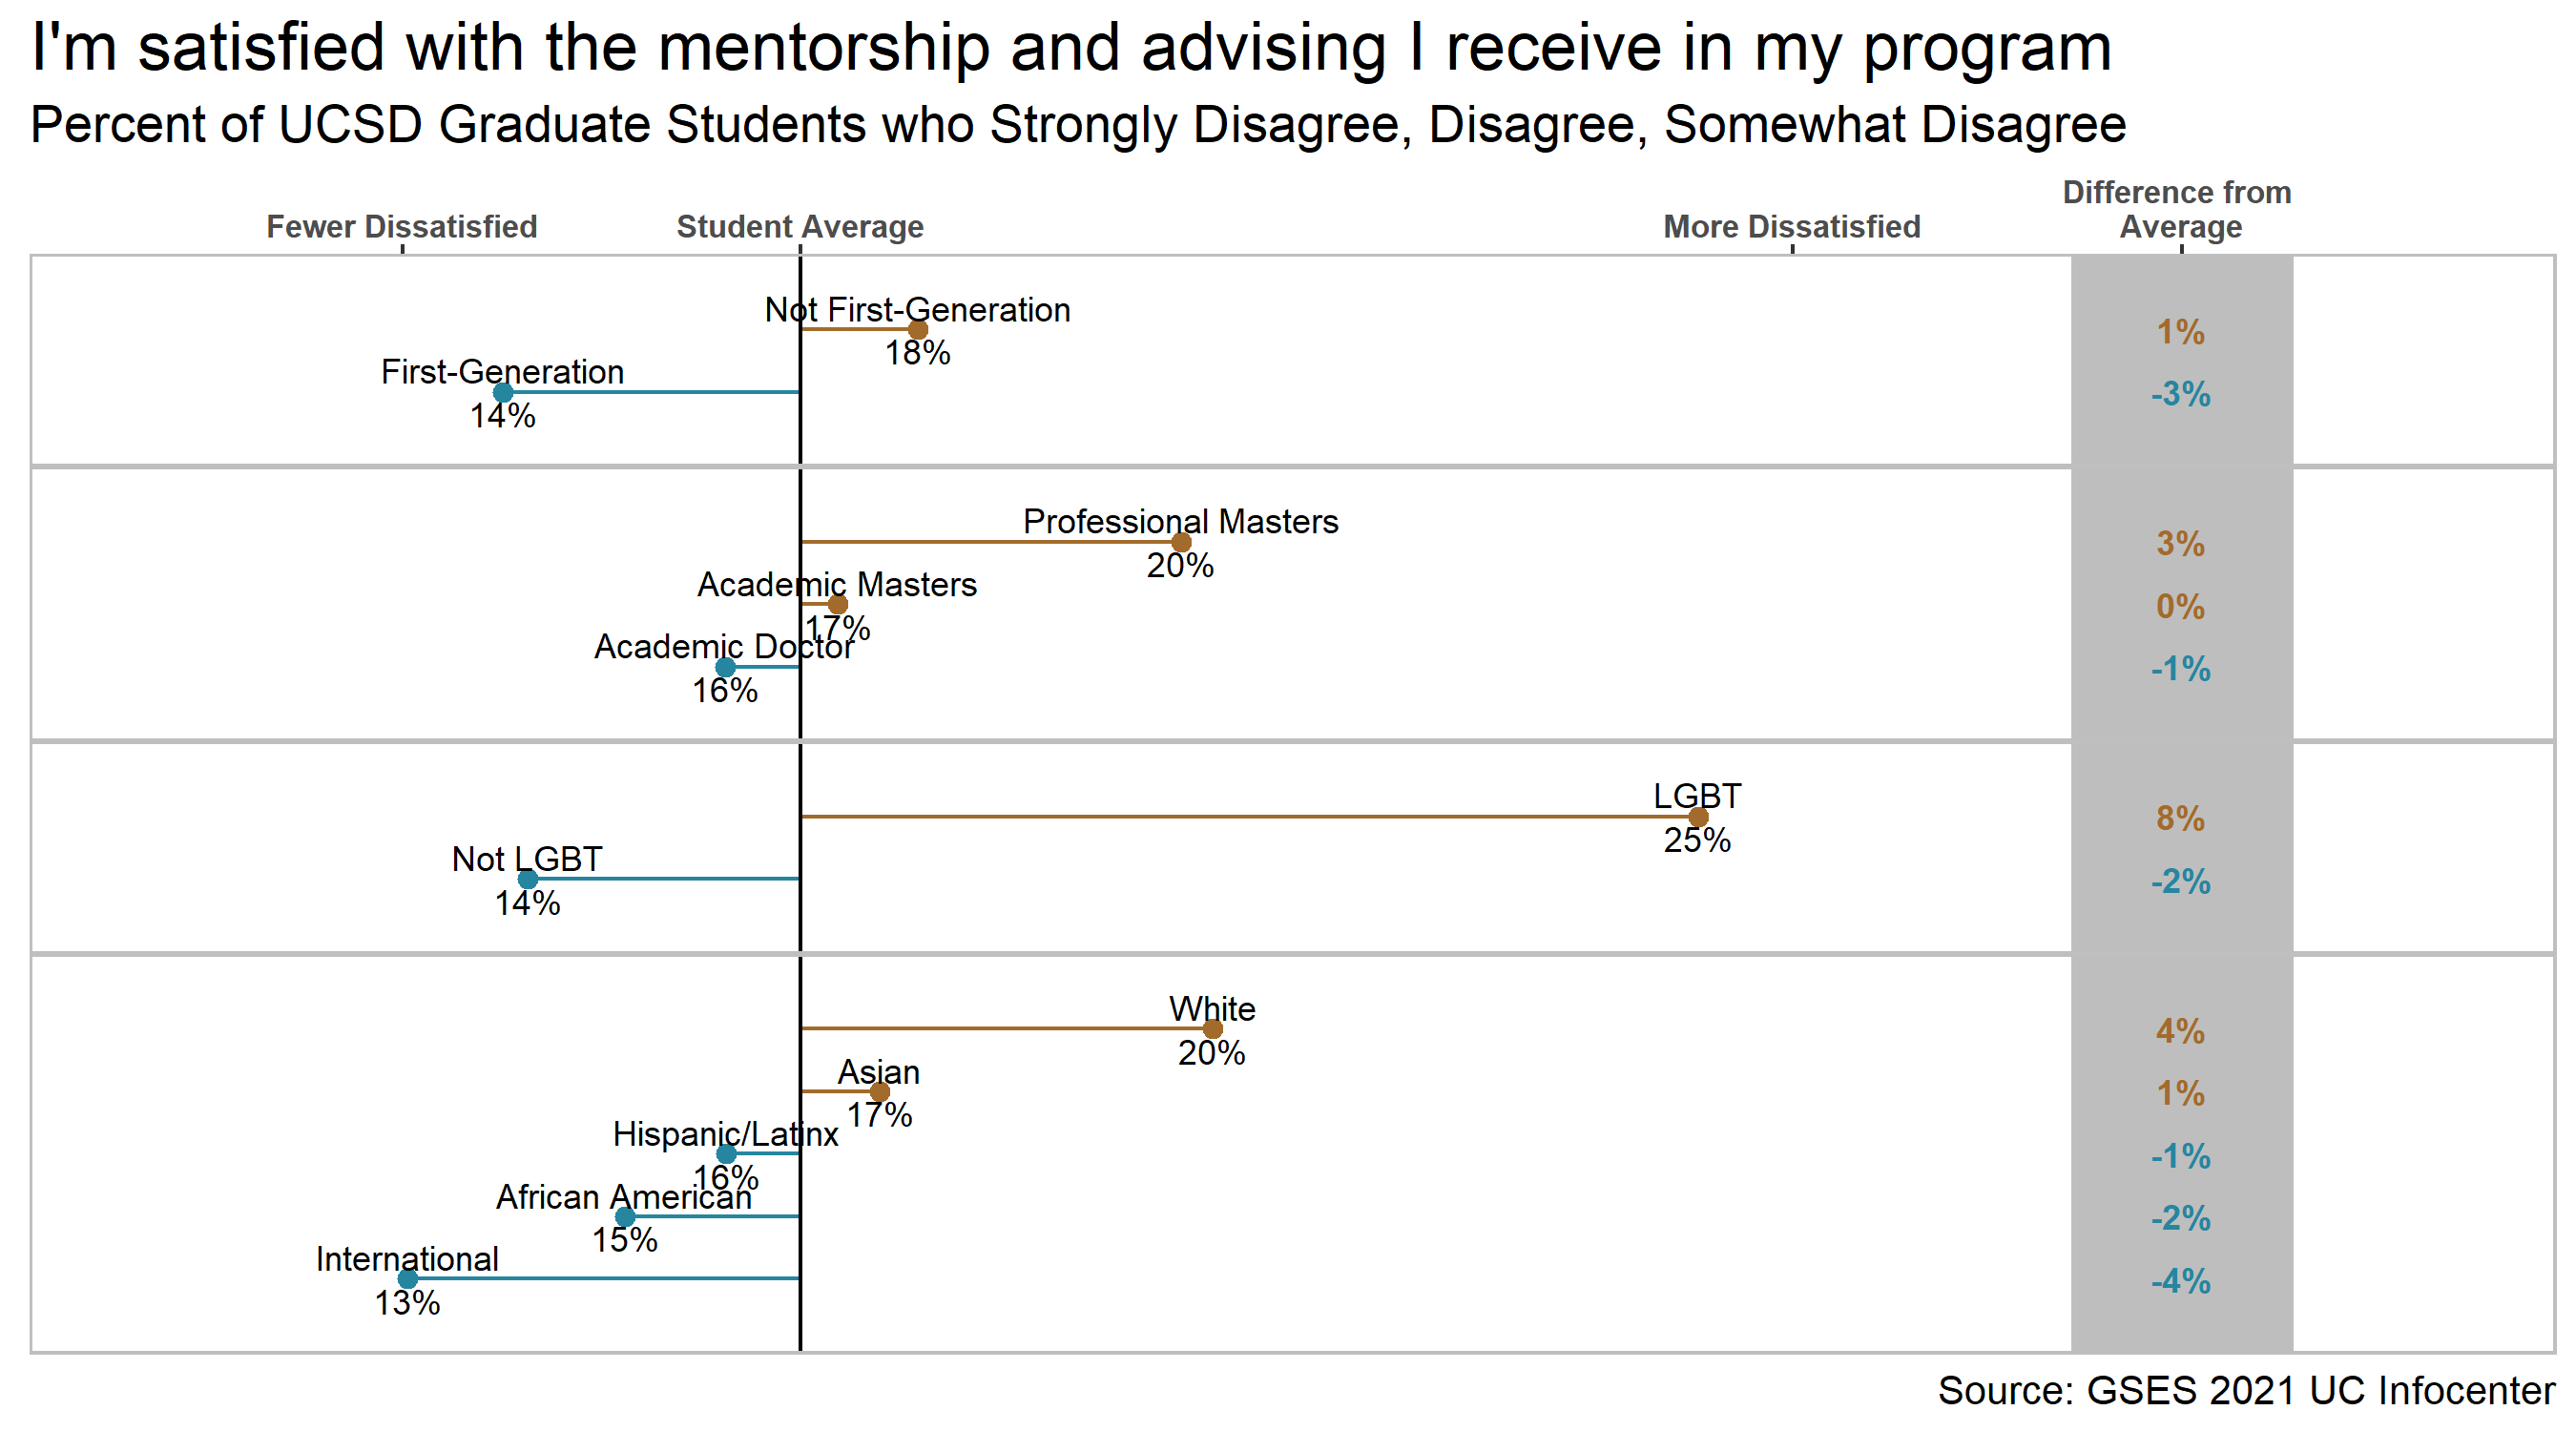 I'm satisfied with the mentorship and advising I receive in my program
Percent of UCSD Graduate Students who Strongly Disagree, Disagree, Somewhat Disagree
Fewer Dissatisfied
Student Average
More Dissatisfied
Difference from
Average
Not First-Generation
18%
1%
First-Generation
14%
-3%
Professional Masters
20%
3%
Academic Masters
17%
0%
Academic Doctor
16%
-1%
LGBT
25%
8%
Not LGBT
14%
-2%
White
20%
4%
Asian
17%
1%
Hispanic/Latinx
16%
-1%
African American
15%
-2%
International
13%
-4%
Source: GSES 2021 UC Infocenter